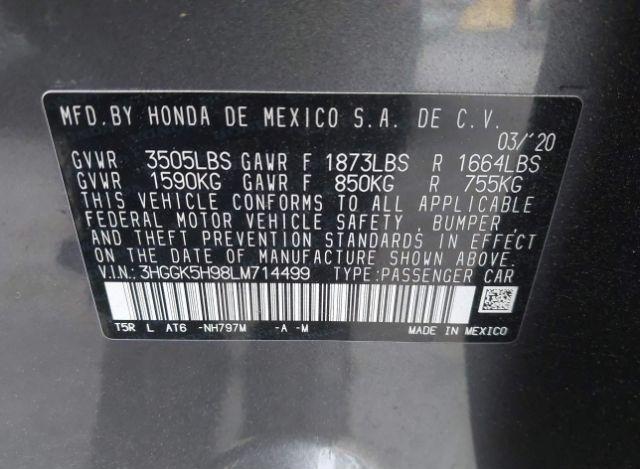 MFD.BY HONDA DE MEXICO S.A. DE C.V.
03/'20
GVWR 3505LBS GAWR F 1873LBS R 1664LBS
GVWR 1590KG GAWR F 850KG R 755KG
THIS VEHICLE CONFORMS TO ALL APPLICABLE
FEDERAL MOTOR VEHICLE SAFETY, BUMPER,
AND THEFT PREVENTION STANDARDS IN EFFECT
ON THE DATE OF MANUFACTURE SHOWN ABOVE.
V.I.N.: 3HGGK5H98LM714499 TYPE:PASSENGER CAR
T5R L AT6 -NH797M -A -M MADE IN MEXICO